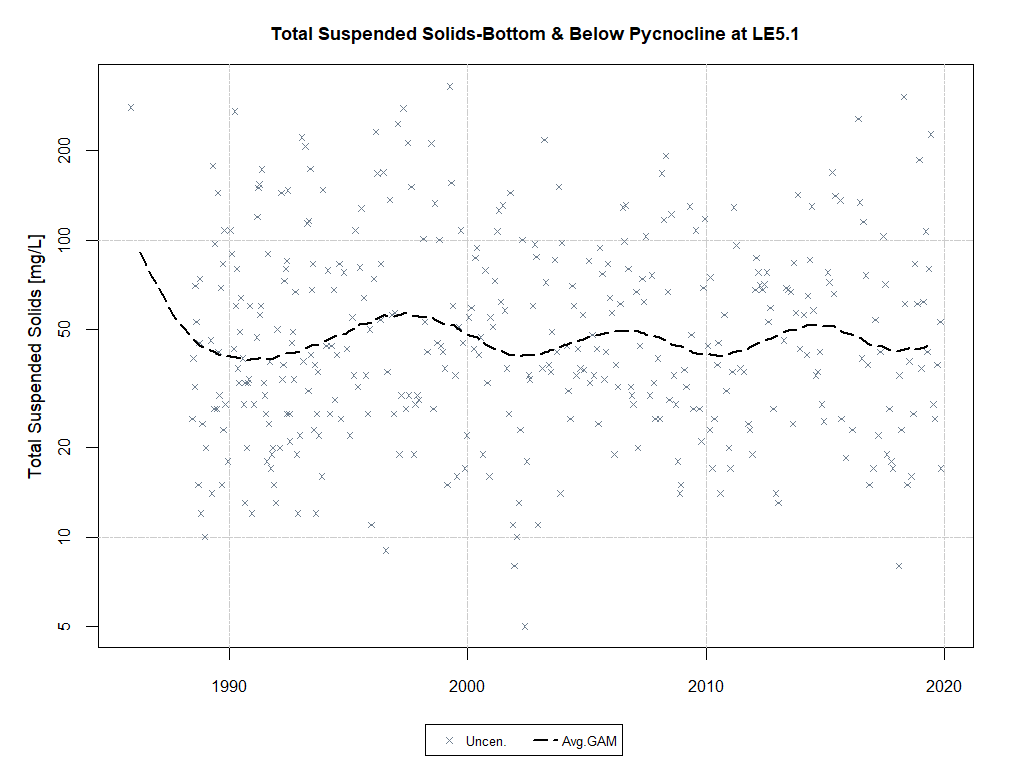 Total Suspended Solids-Bottom & Below Pycnocline at LE5.1
Total Suspended Solids [mg/L]
200
100
50
20
10
5
1990 2000 2010 2020
Uncen. Avg.GAM